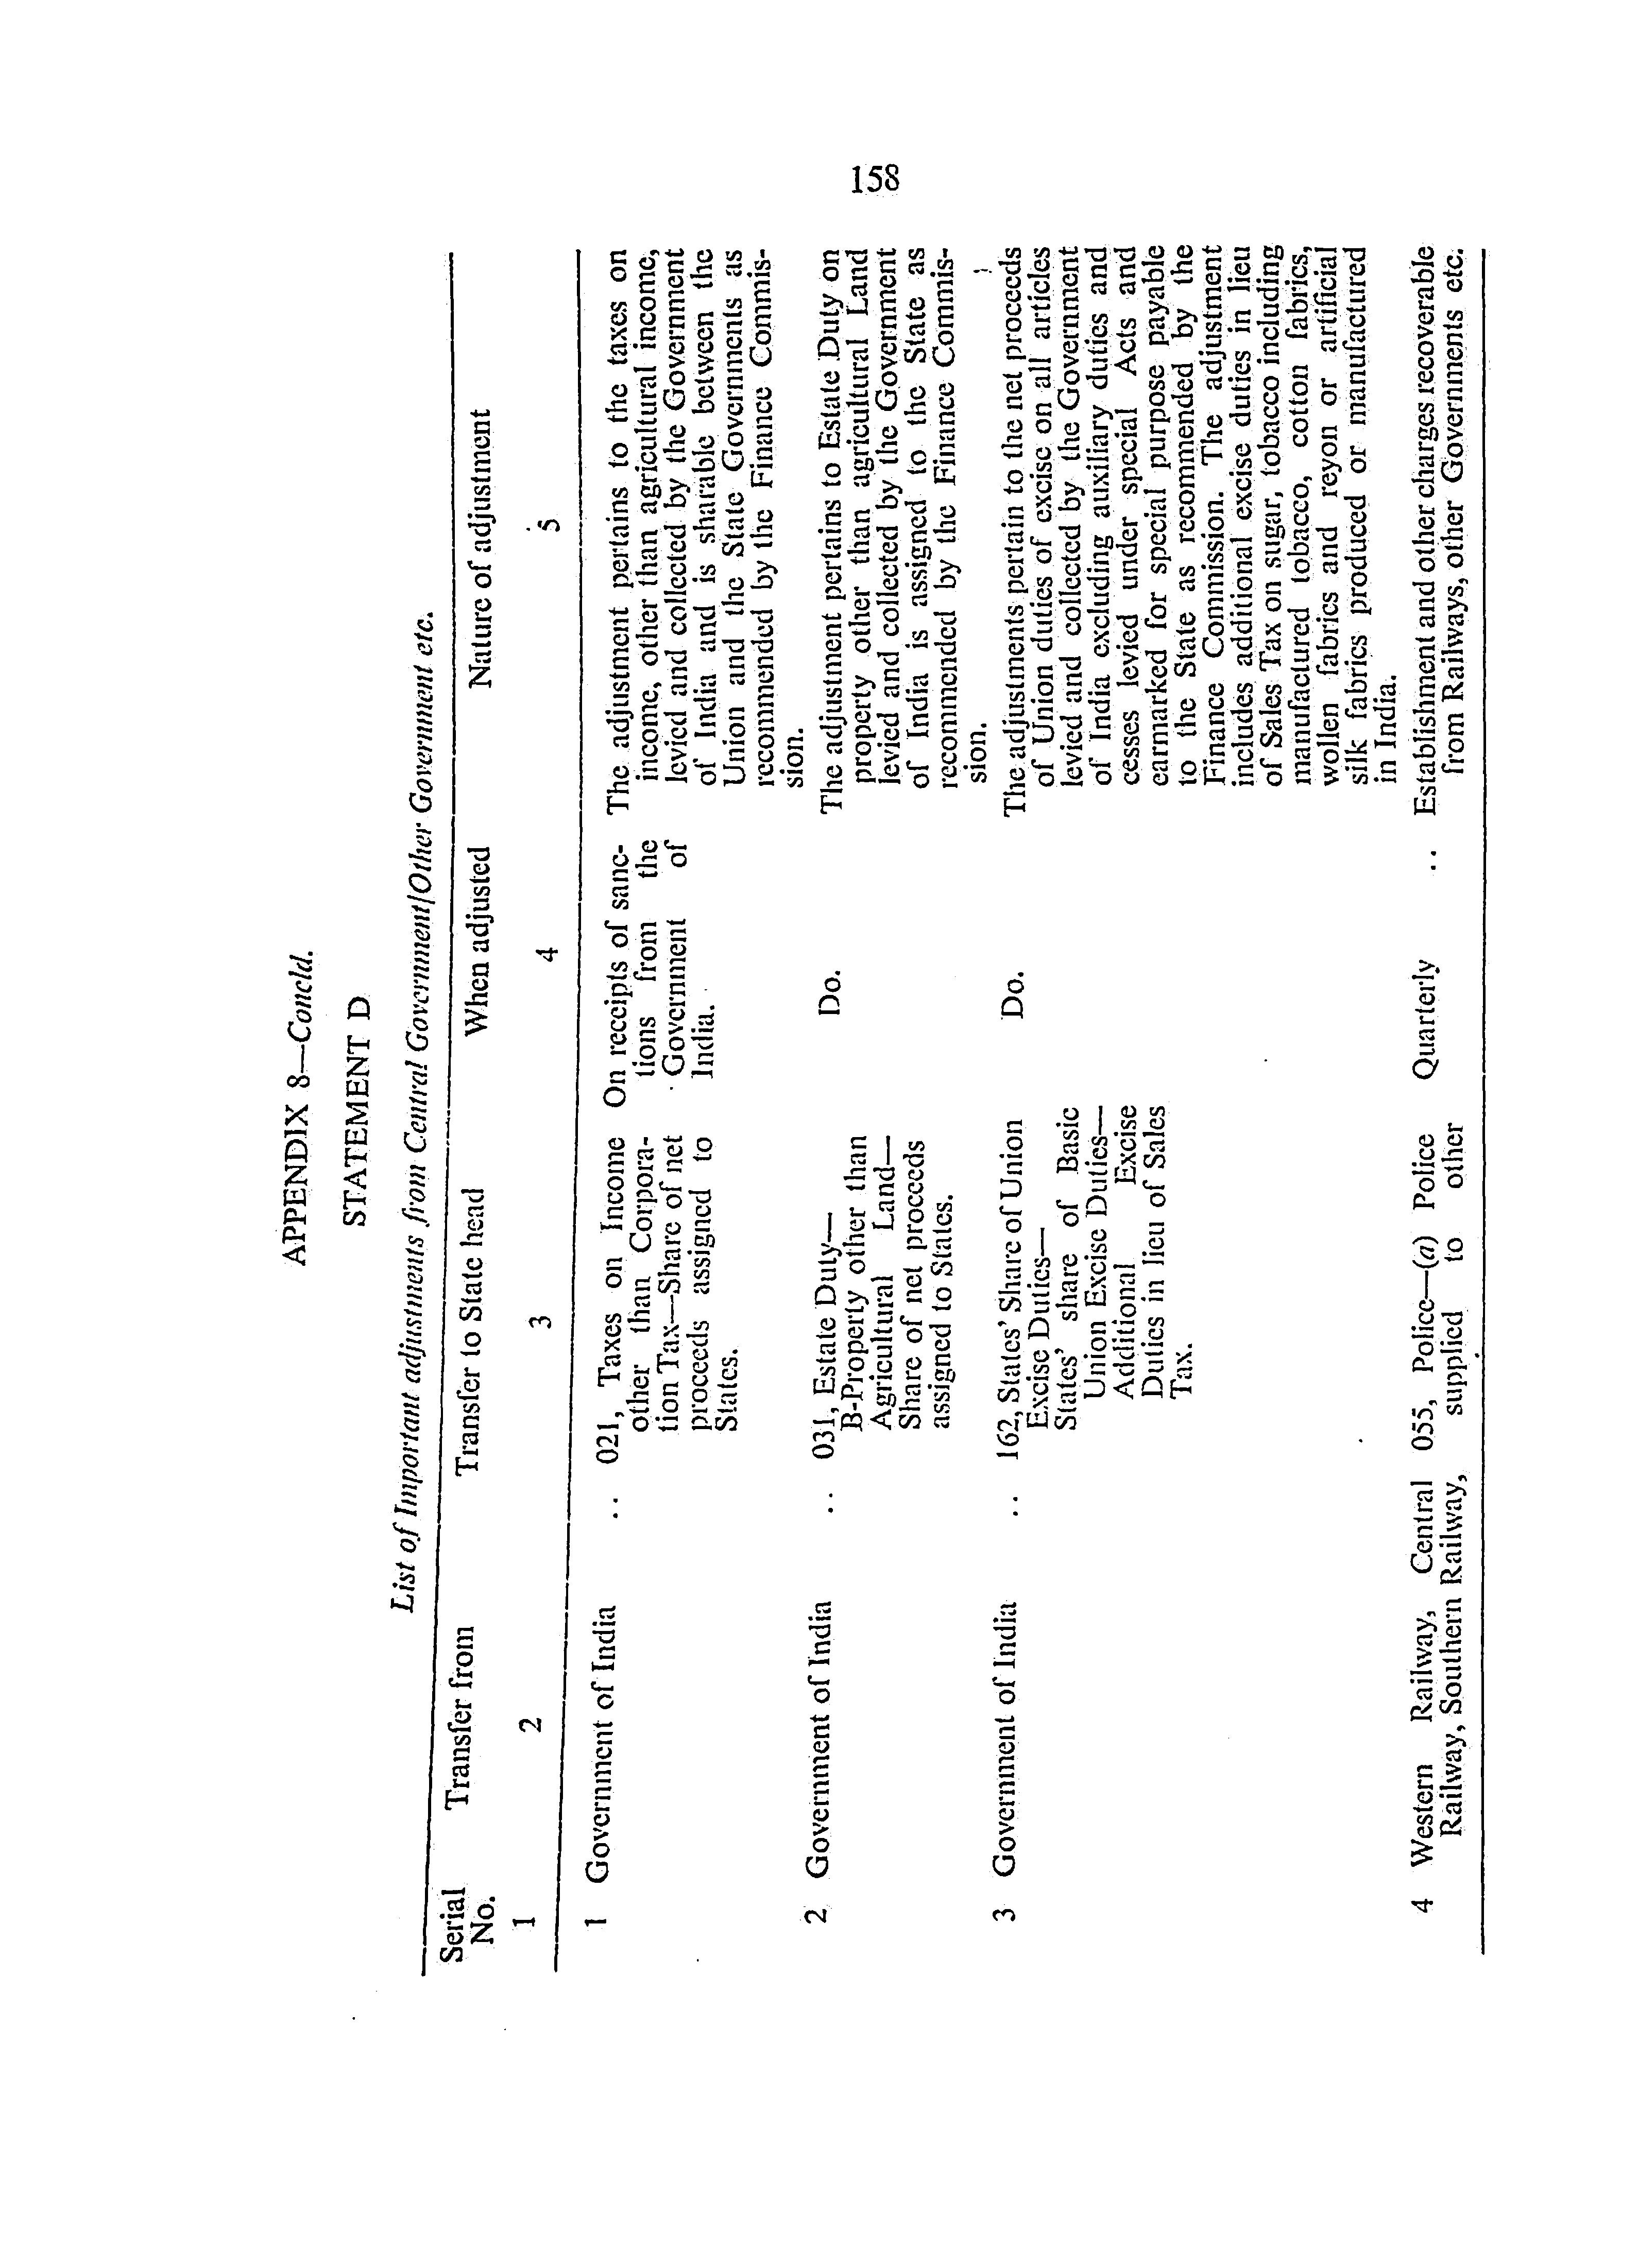 158
APPENDIX 8—Concld.
STATEMENT D
List of Important adjustments from Central Government/Other Government etc.
Serial No.	Transfer from	Transfer to State head	When adjusted	Nature of adjustment
1	2	3	4	5
1 Government of India ..
021, Taxes on Income
other than Corpora-
tion Tax—Share of net
proceeds assigned to
States.
On receipts of sanc-
tions from the
Government of
India.
The adjustment pertains to the taxes on
income, other than agricultural income,
levied and collected by the Government
of India and is sharable between the
Union and the State Governments as
recommended by the Finance Commis-
sion.
2 Government of India ..
031, Estate Duty—
B-Property other than
Agricultural Land—
Share of net proceeds
assigned to States.
Do.
The adjustment pertains to Estate Duty on
property other than agricultural Land
levied and collected by the Government
of India is assigned to the State as
recommended by the Finance Commis-
sion.
3 Government of India ..
162, States' Share of Union
Excise Duties—
States' share of Basic
Union Excise Duties—
Additional Excise
Duties in lieu of Sales
Tax.
Do.
The adjustments pertain to the net proceeds
of Union duties of excise on all articles
levied and collected by the Government
of India excluding auxiliary duties and
cesses levied under special Acts and
earmarked for special purpose payable
to the State as recommended by the
Finance Commission. The adjustment
includes additional excise duties in lieu
of Sales Tax on sugar, tobacco including
manufactured tobacco, cotton fabrics,
wollen fabrics and reyon or artificial
silk fabrics produced or manufactured
in India.
4 Western Railway, Central
Railway, Southern Railway,
055, Police—(a) Police
supplied to other
Quarterly ..
Establishment and other charges recoverable
from Railways, other Governments etc.